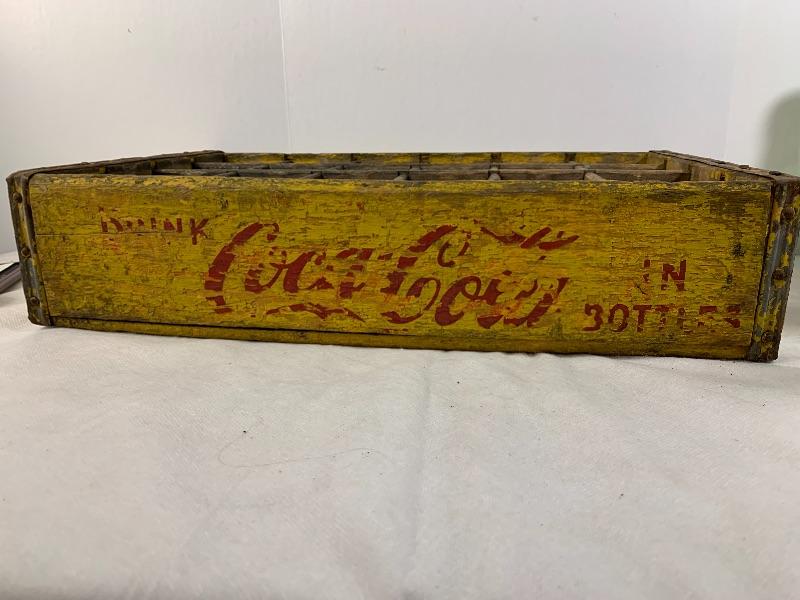 DRINK
Coca-Cola
IN
BOTTLES